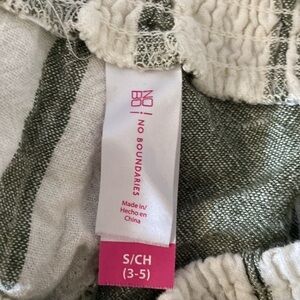 NO
BO
NO BOUNDARIES
Made in/
Hecho en
China
S/CH
(3-5)